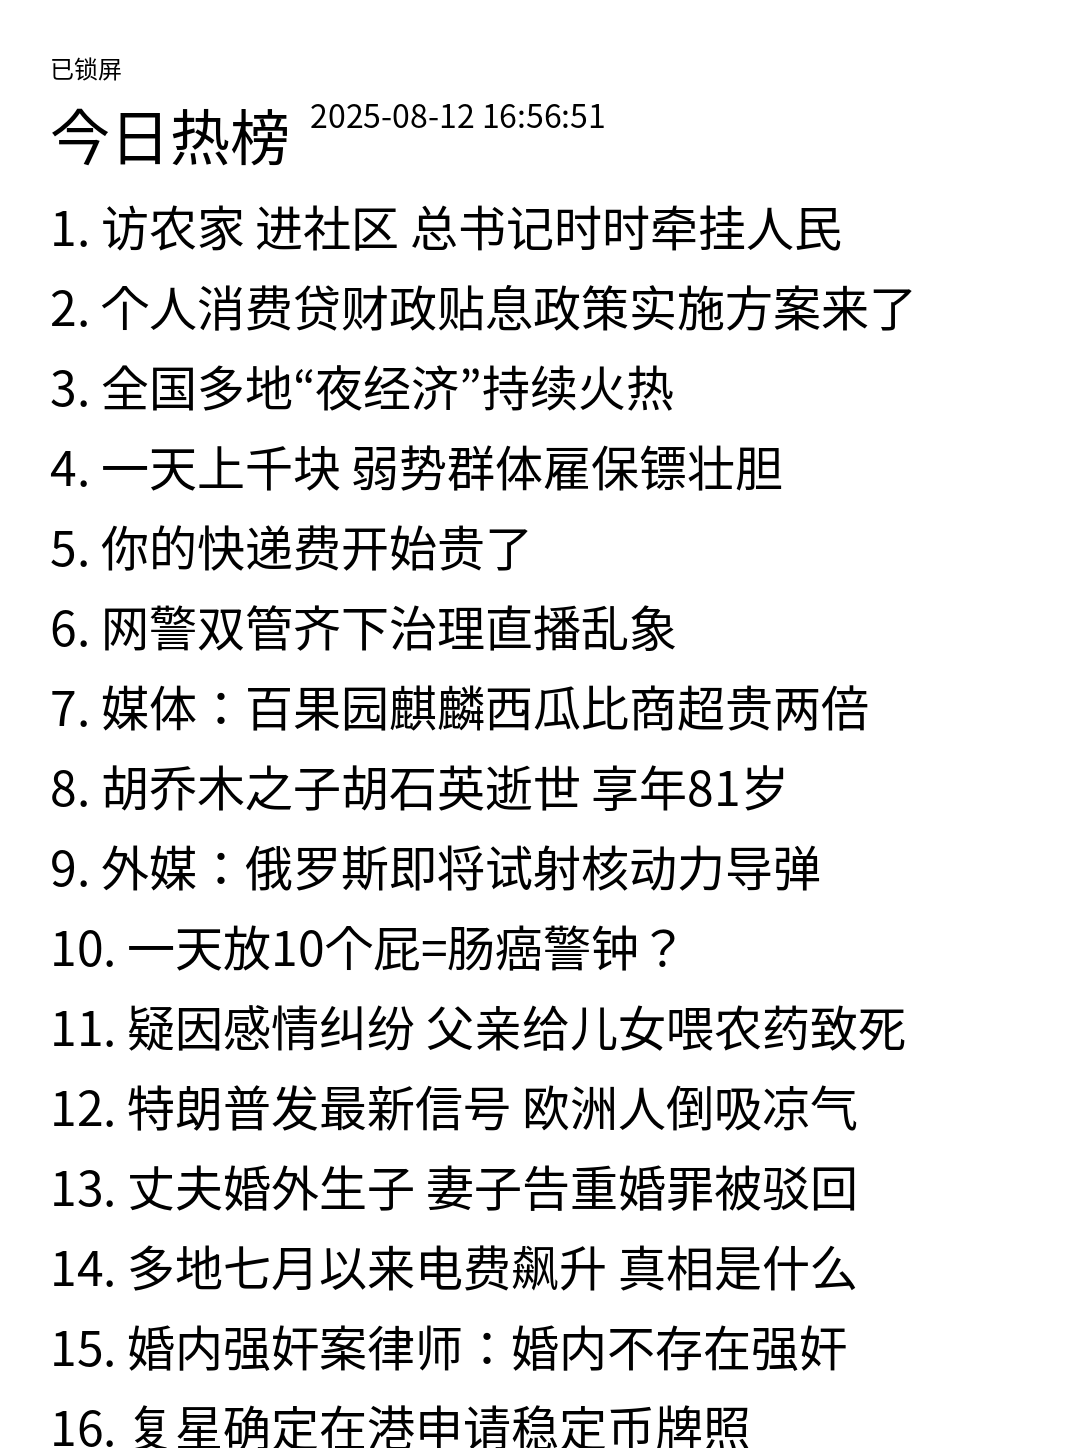 已锁屏
今日热榜 2025-08-12 16:56:51
1. 访农家 进社区 总书记时时牵挂人民
2. 个人消费贷财政贴息政策实施方案来了
3. 全国多地“夜经济”持续火热
4. 一天上千块 弱势群体雇保镖壮胆
5. 你的快递费开始贵了
6. 网警双管齐下治理直播乱象
7. 媒体：百果园麒麟西瓜比商超贵两倍
8. 胡乔木之子胡石英逝世 享年81岁
9. 外媒：俄罗斯即将试射核动力导弹
10. 一天放10个屁=肠癌警钟？
11. 疑因感情纠纷 父亲给儿女喂农药致死
12. 特朗普发最新信号 欧洲人倒吸凉气
13. 丈夫婚外生子 妻子告重婚罪被驳回
14. 多地七月以来电费飙升 真相是什么
15. 婚内强奸案律师：婚内不存在强奸
16. 复星确定在港申请稳定币牌照